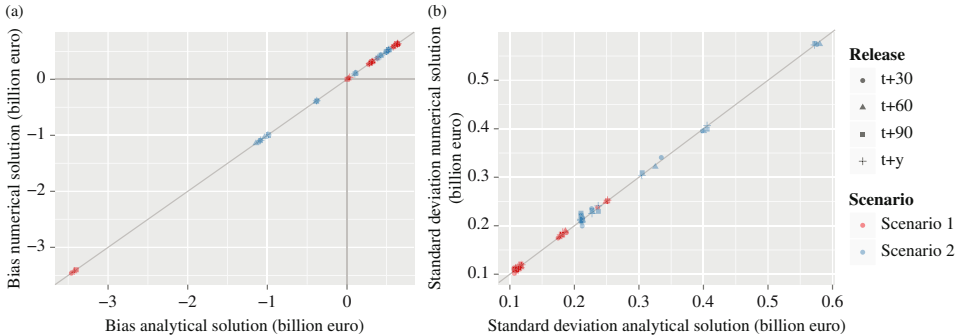 (a)
Bias numerical solution (billion euro)
0
−1
−2
−3
−3
−2
−1
0
Bias analytical solution (billion euro)
(b)
Standard deviation numerical solution
(billion euro)
0.5
0.4
0.3
0.2
0.1
0.1
0.2
0.3
0.4
0.5
0.6
Standard deviation analytical solution (billion euro)
Release
t+30
t+60
t+90
t+y
Scenario
Scenario 1
Scenario 2